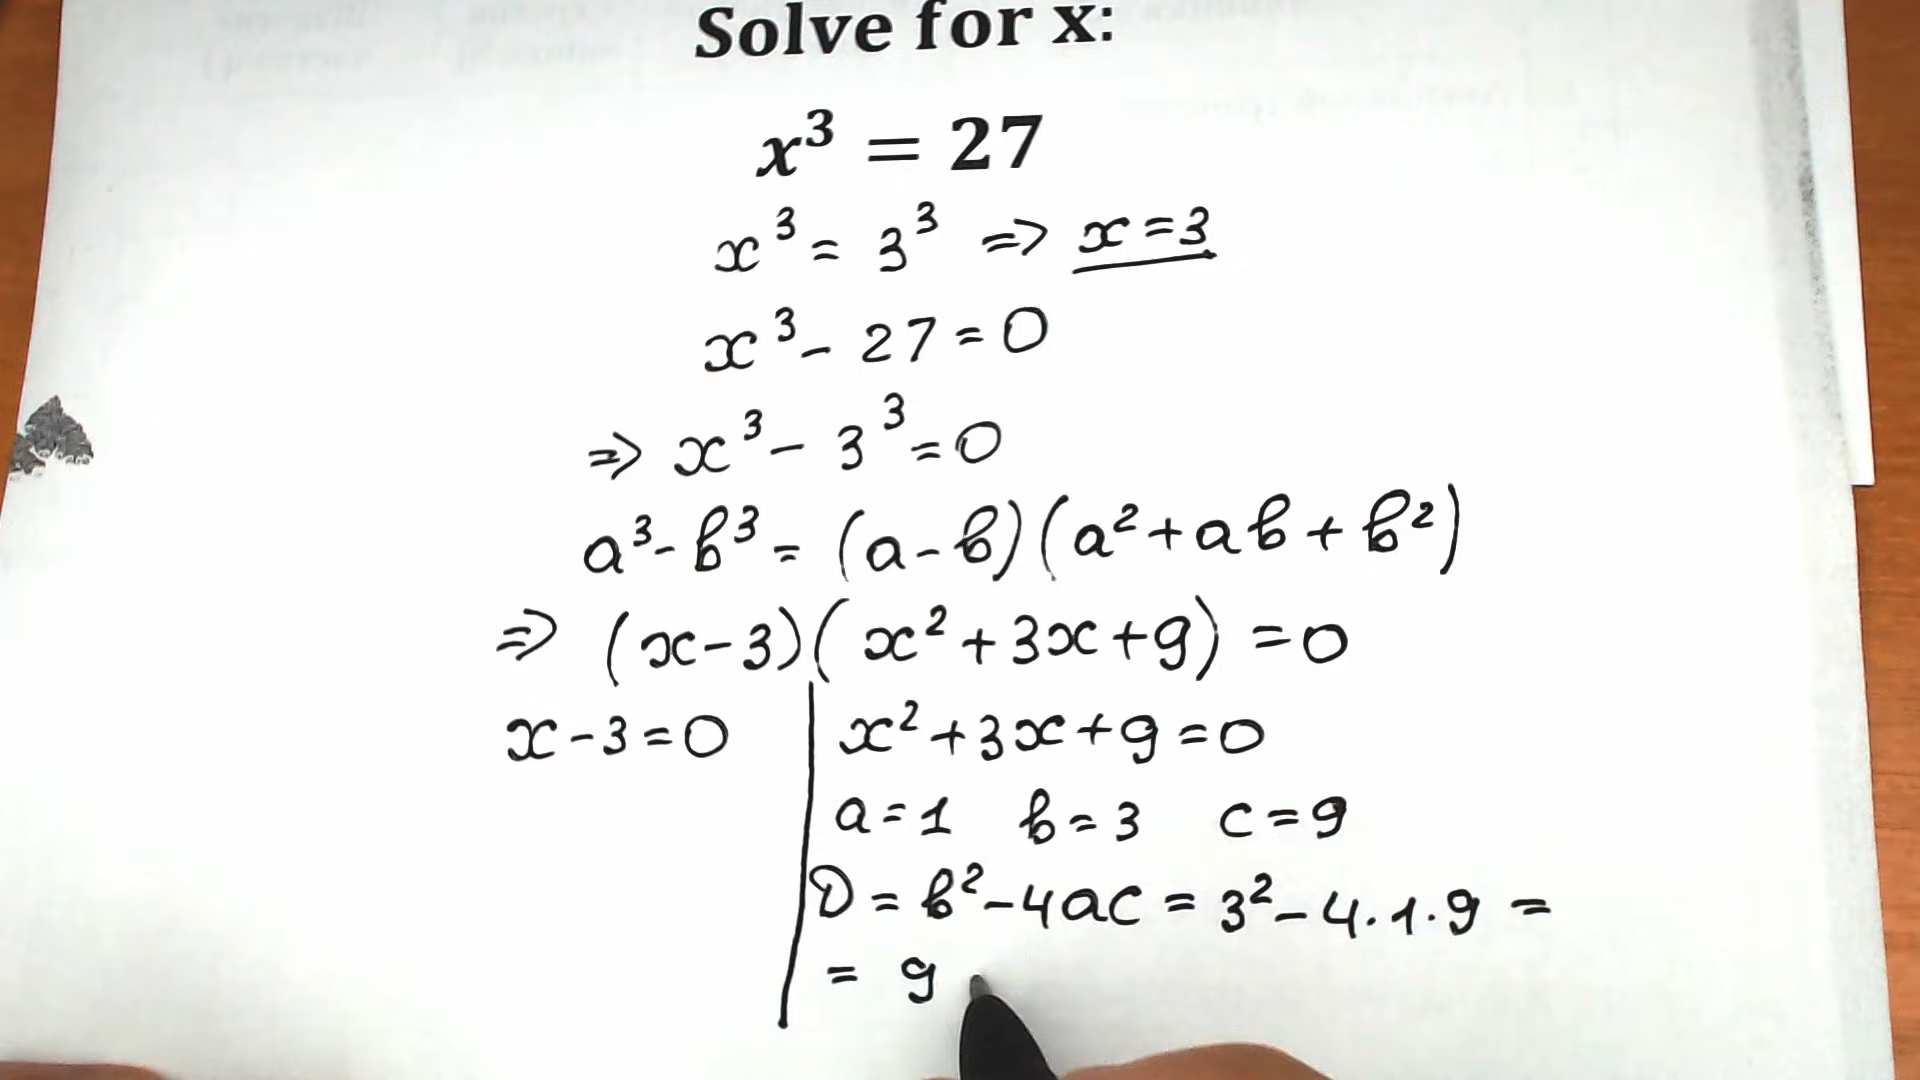 Solve for x:
x³ = 27
x³ = 3³ => x = 3
x³ - 27 = 0
=> x³ - 3³ = 0
a³ - b³ = (a - b)(a² + ab + b²)
=> (x - 3)(x² + 3x + 9) = 0
x - 3 = 0
x² + 3x + 9 = 0
a = 1 b = 3 c = 9
D = b² - 4ac = 3² - 4 · 1 · 9 =
= 9